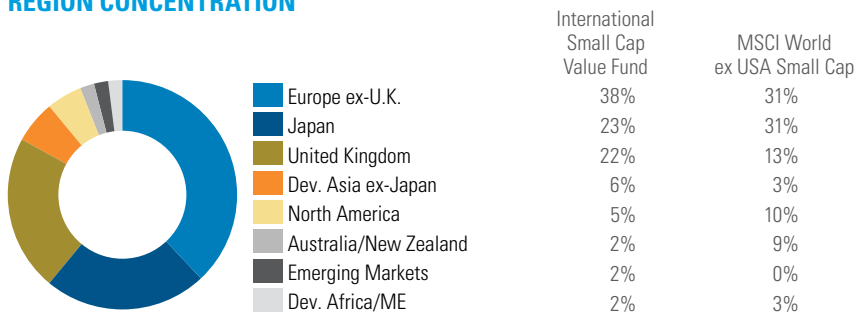 REGION CONCENTRATION
International
Small Cap
Value Fund
MSCI World
ex USA Small Cap
Europe ex-U.K. 38% 31%
Japan 23% 31%
United Kingdom 22% 13%
Dev. Asia ex-Japan 6% 3%
North America 5% 10%
Australia/New Zealand 2% 9%
Emerging Markets 2% 0%
Dev. Africa/ME 2% 3%